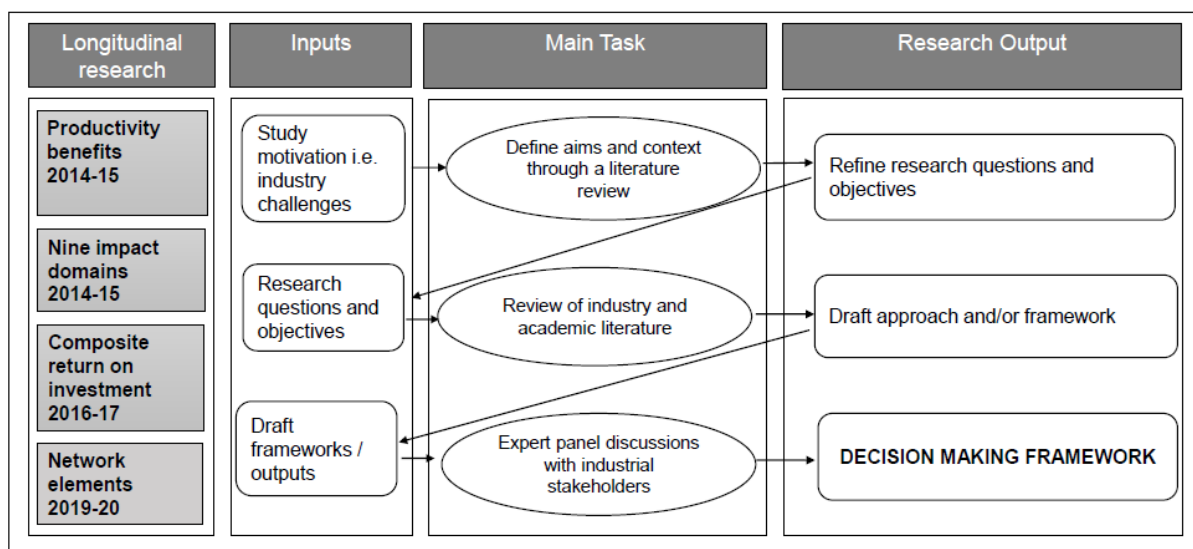 Longitudinal
research
Inputs
Main Task
Research Output
Productivity
benefits
2014-15
Nine impact
domains
2014-15
Composite
return on
investment
2016-17
Network
elements
2019-20
Study
motivation i.e.
industry
challenges
Define aims and context
through a literature
review
Refine research questions and
objectives
Research
questions and
objectives
Review of industry and
academic literature
Draft approach and/or framework
Draft
frameworks /
outputs
Expert panel discussions
with industrial
stakeholders
DECISION MAKING FRAMEWORK